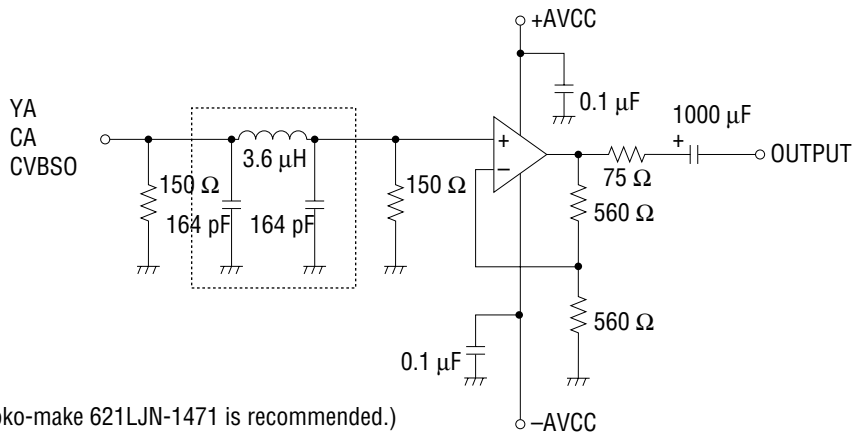 +AVCC
0.1 μF
1000 μF
YA
CA
CVBSO
3.6 μH
+
+
−
OUTPUT
75 Ω
150 Ω
150 Ω
164 pF
164 pF
560 Ω
560 Ω
0.1 μF
-make 621LJN-1471 is recommended.)
−AVCC